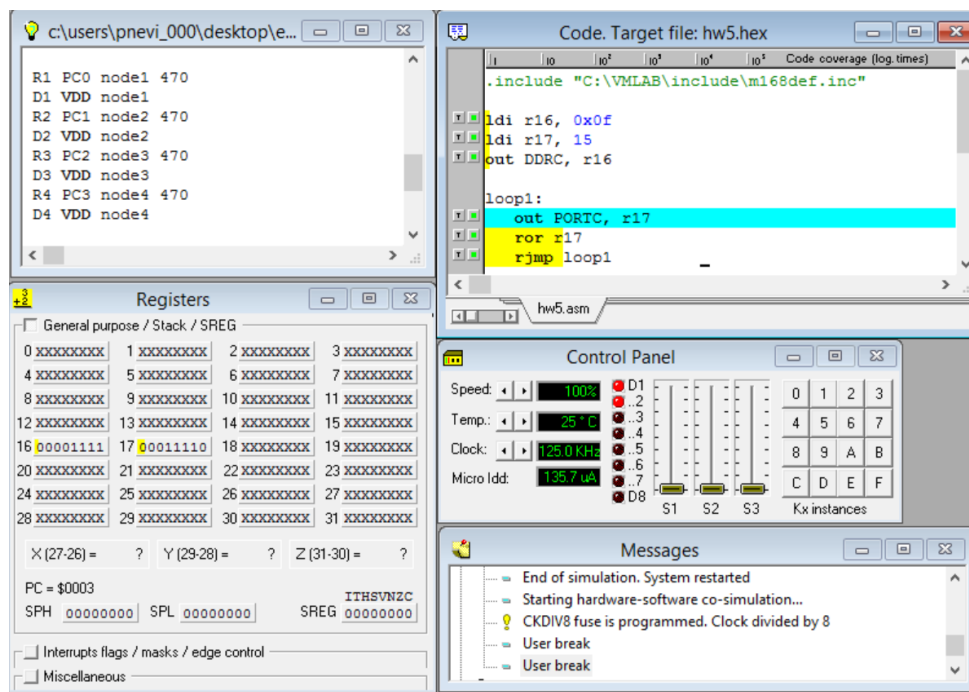 c:\users\pnevi_000\desktop\e...
R1 PC0 node1 470
D1 VDD node1
R2 PC1 node2 470
D2 VDD node2
R3 PC2 node3 470
D3 VDD node3
R4 PC3 node4 470
D4 VDD node4
Code. Target file: hw5.hex
1 10 10² 10³ 10⁴ 10⁵ Code coverage (log. times)
.include "C:\VMLAB\include\m168def.inc"
ldi r16, 0x0f
ldi r17, 15
out DDRC, r16
loop1:
out PORTC, r17
ror r17
rjmp loop1
hw5.asm
Registers
General purpose / Stack / SREG
0 XXXXXXXX 1 XXXXXXXX 2 XXXXXXXX 3 XXXXXXXX
4 XXXXXXXX 5 XXXXXXXX 6 XXXXXXXX 7 XXXXXXXX
8 XXXXXXXX 9 XXXXXXXX 10 XXXXXXXX 11 XXXXXXXX
12 XXXXXXXX 13 XXXXXXXX 14 XXXXXXXX 15 XXXXXXXX
16 00001111 17 00011110 18 XXXXXXXX 19 XXXXXXXX
20 XXXXXXXX 21 XXXXXXXX 22 XXXXXXXX 23 XXXXXXXX
24 XXXXXXXX 25 XXXXXXXX 26 XXXXXXXX 27 XXXXXXXX
28 XXXXXXXX 29 XXXXXXXX 30 XXXXXXXX 31 XXXXXXXX
X (27-26) = ? Y (29-28) = ? Z (31-30) = ?
PC = $0003
ITHSVNZC
SPH 00000000 SPL 00000000 SREG 00000000
Interrupts flags / masks / edge control
Miscellaneous
Control Panel
Speed: 100%
Temp.: 25 ° C
Clock: 125.0 KHz
Micro Idd: 135.7 uA
D1
..2
..3
..4
..5
..6
..7
D8
S1 S2 S3
0 1 2 3
4 5 6 7
8 9 A B
C D E F
Kx instances
Messages
End of simulation. System restarted
Starting hardware-software co-simulation...
CKDIV8 fuse is programmed. Clock divided by 8
User break
User break